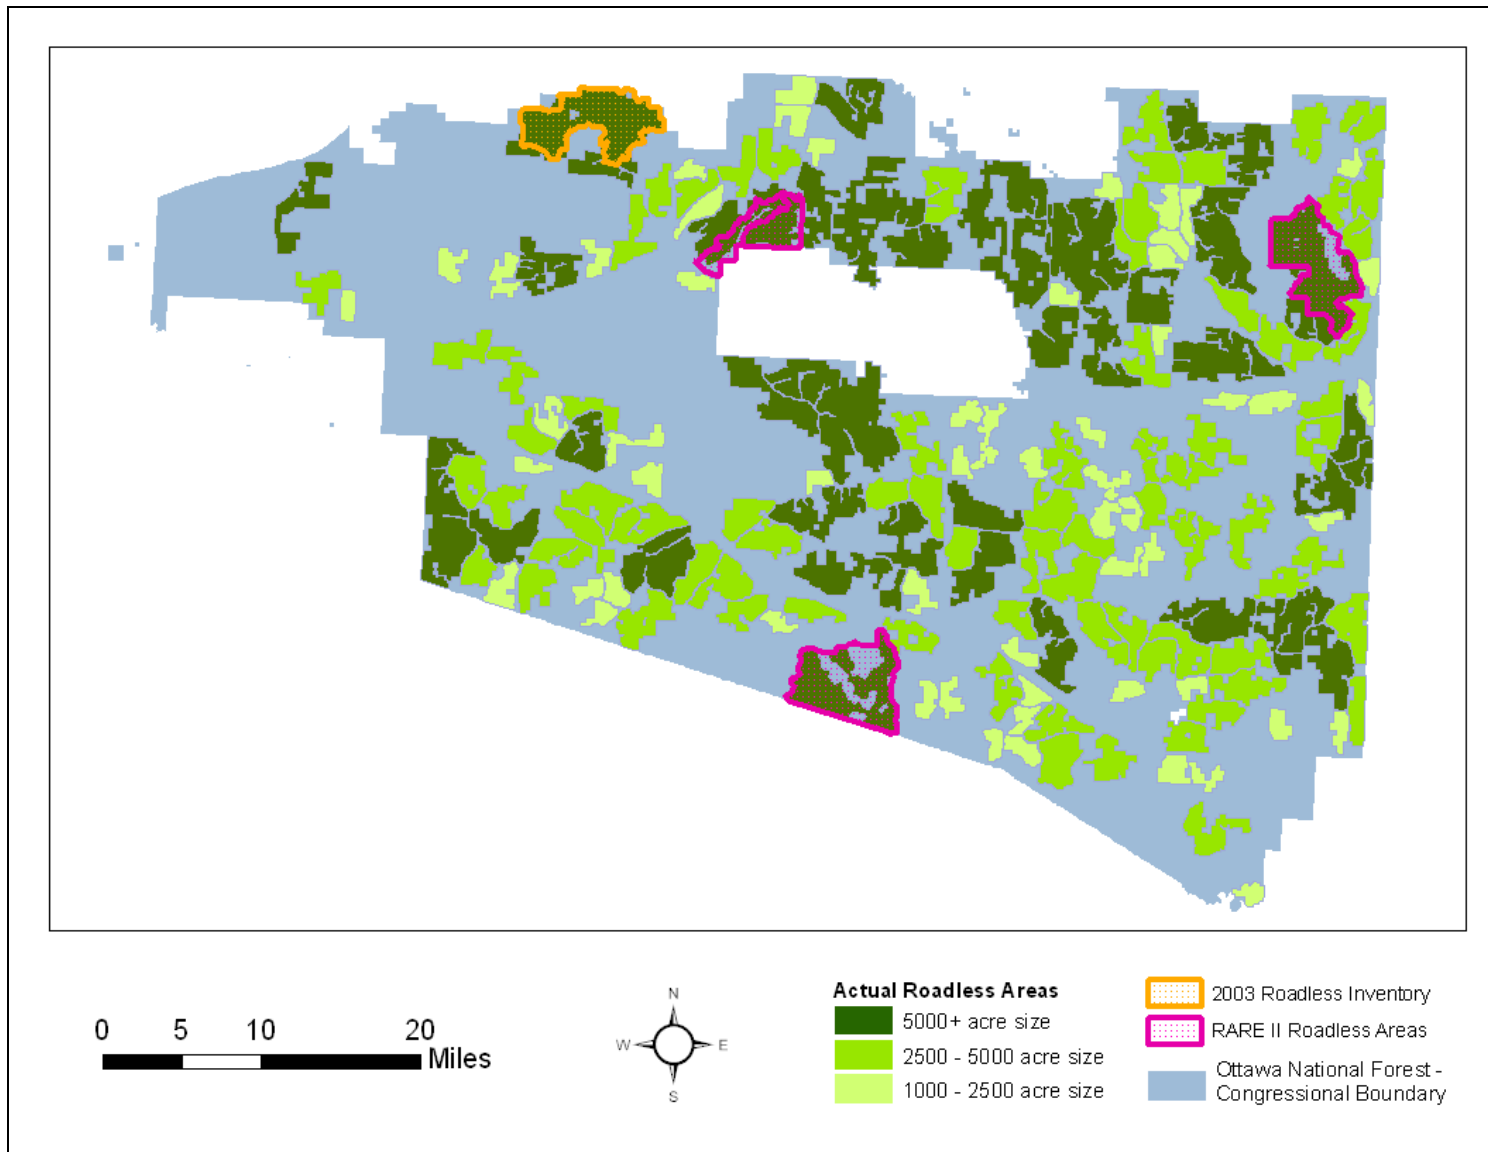 0 5 10 20
Miles
N
W E
S
Actual Roadless Areas
5000+ acre size
2500 - 5000 acre size
1000 - 2500 acre size
2003 Roadless Inventory
RARE II Roadless Areas
Ottawa National Forest -
Congressional Boundary